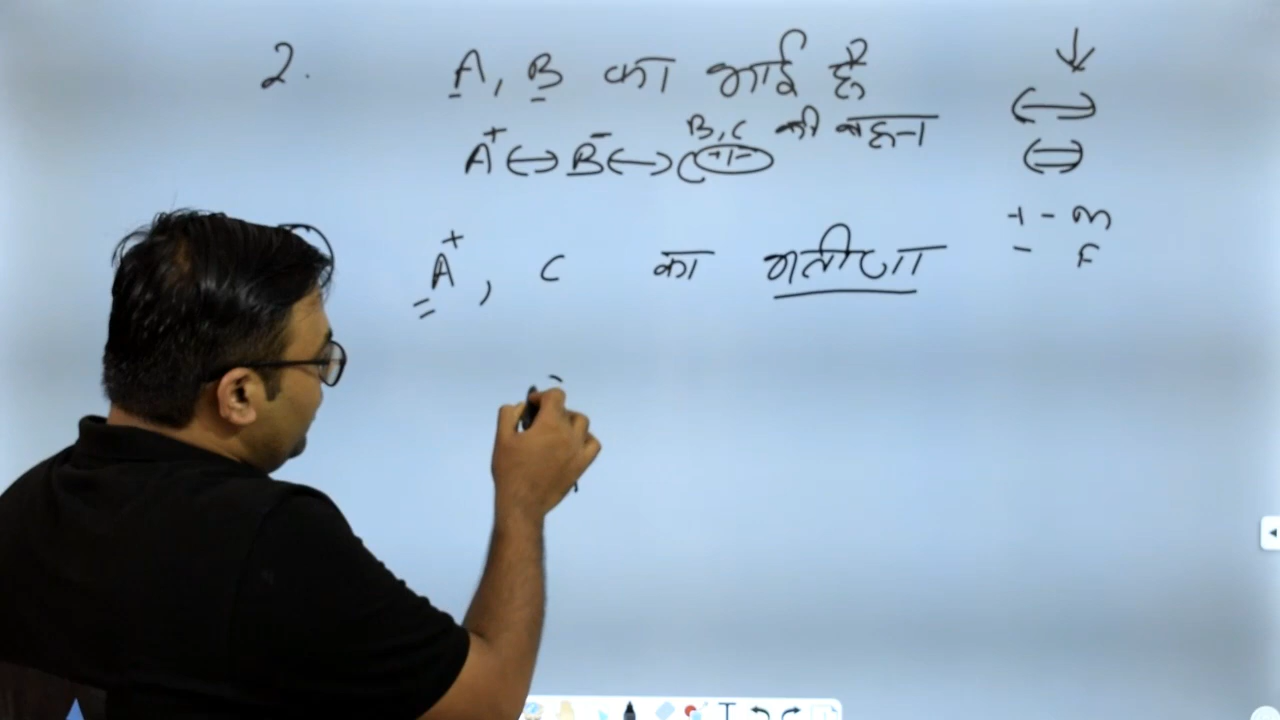 2. A, B का भाई है
B, C की बहन
A+ ↔ B- ↔ C +/-
+ - m
- F
A+, C का भतीजा